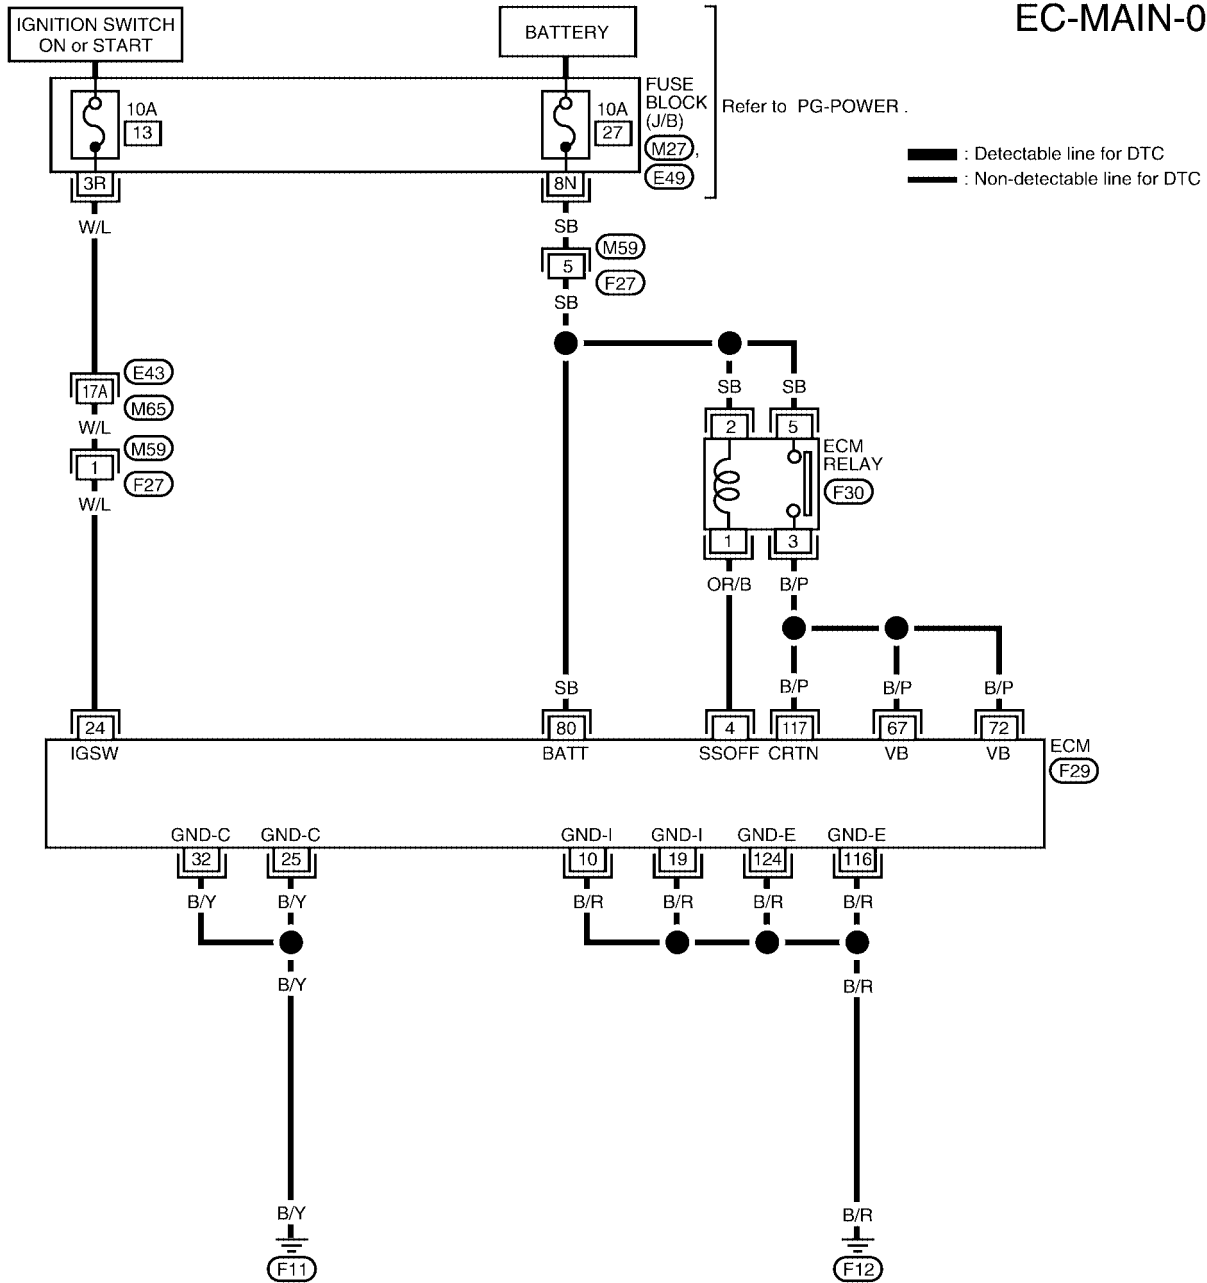 EC-MAIN-0
IGNITION SWITCH
ON or START
BATTERY
10A
13
10A
27
FUSE
BLOCK
(J/B)
M27,
E49
Refer to PG-POWER .
: Detectable line for DTC
: Non-detectable line for DTC
3R
8N
W/L
SB
5
M59
F27
SB
17A
E43
M65
W/L
1
M59
F27
W/L
SB
SB
2
5
ECM
RELAY
F30
1
3
OR/B
B/P
SB
B/P
B/P
B/P
24
80
4
117
67
72
IGSW
BATT
SSOFF
CRTN
VB
VB
ECM
F29
GND-C
GND-C
GND-I
GND-I
GND-E
GND-E
32
25
10
19
124
116
B/Y
B/Y
B/R
B/R
B/R
B/R
B/Y
B/R
B/Y
B/R
F11
F12